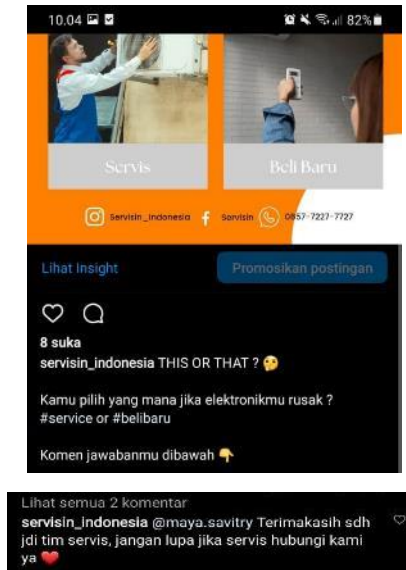 10.04
82%
Servis
Beli Baru
Servisin_Indonesia
Servisin
0857-7227-7727
Lihat Insight
Promosikan postingan
8 suka
servisin_indonesia THIS OR THAT ? 🤔
Kamu pilih yang mana jika elektronikmu rusak ?
#service or #belibaru
Komen jawabanmu dibawah 👇
Lihat semua 2 komentar
servisin_indonesia @maya.savitry Terimakasih sdh
jdi tim servis, jangan lupa jika servis hubungi kami
ya ❤️